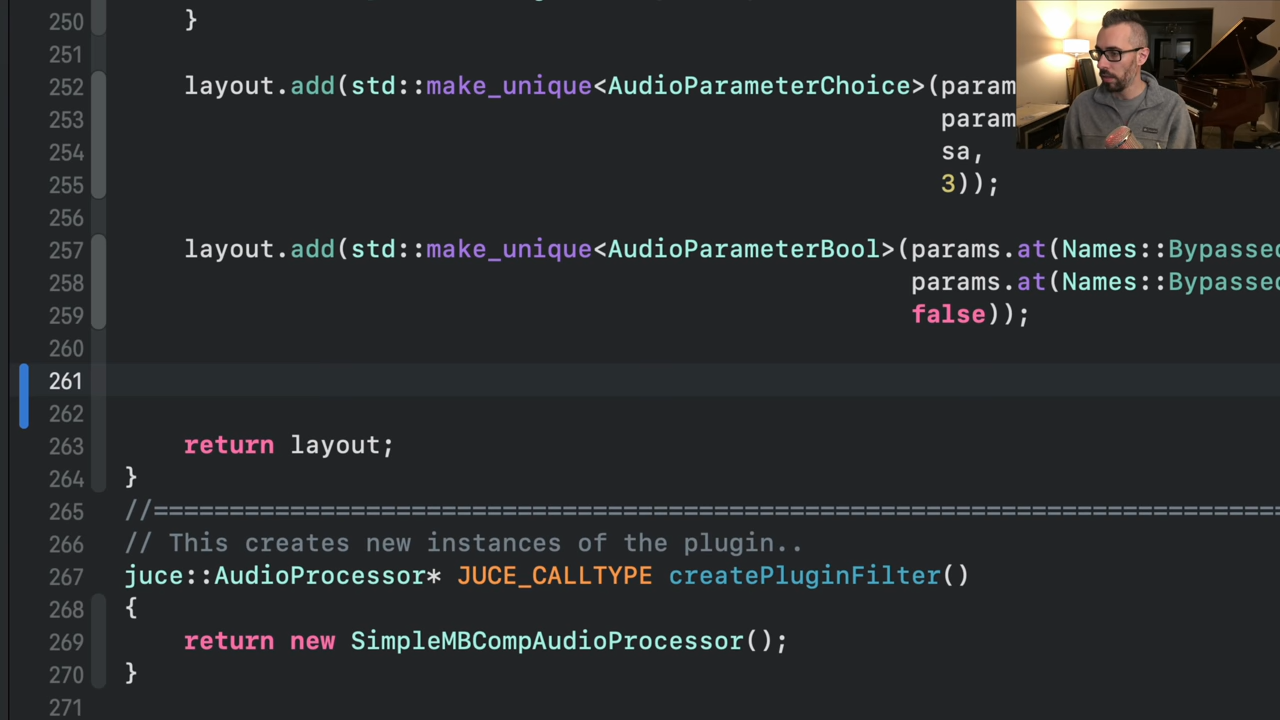 250 }
251
252 layout.add(std::make_unique<AudioParameterChoice>(param
253 param
254 sa,
255 3));
256
257 layout.add(std::make_unique<AudioParameterBool>(params.at(Names::Bypassed
258 params.at(Names::Bypassed
259 false));
260
261
262
263 return layout;
264 }
265 //==========================================================================
266 // This creates new instances of the plugin..
267 juce::AudioProcessor* JUCE_CALLTYPE createPluginFilter()
268 {
269 return new SimpleMBCompAudioProcessor();
270 }
271